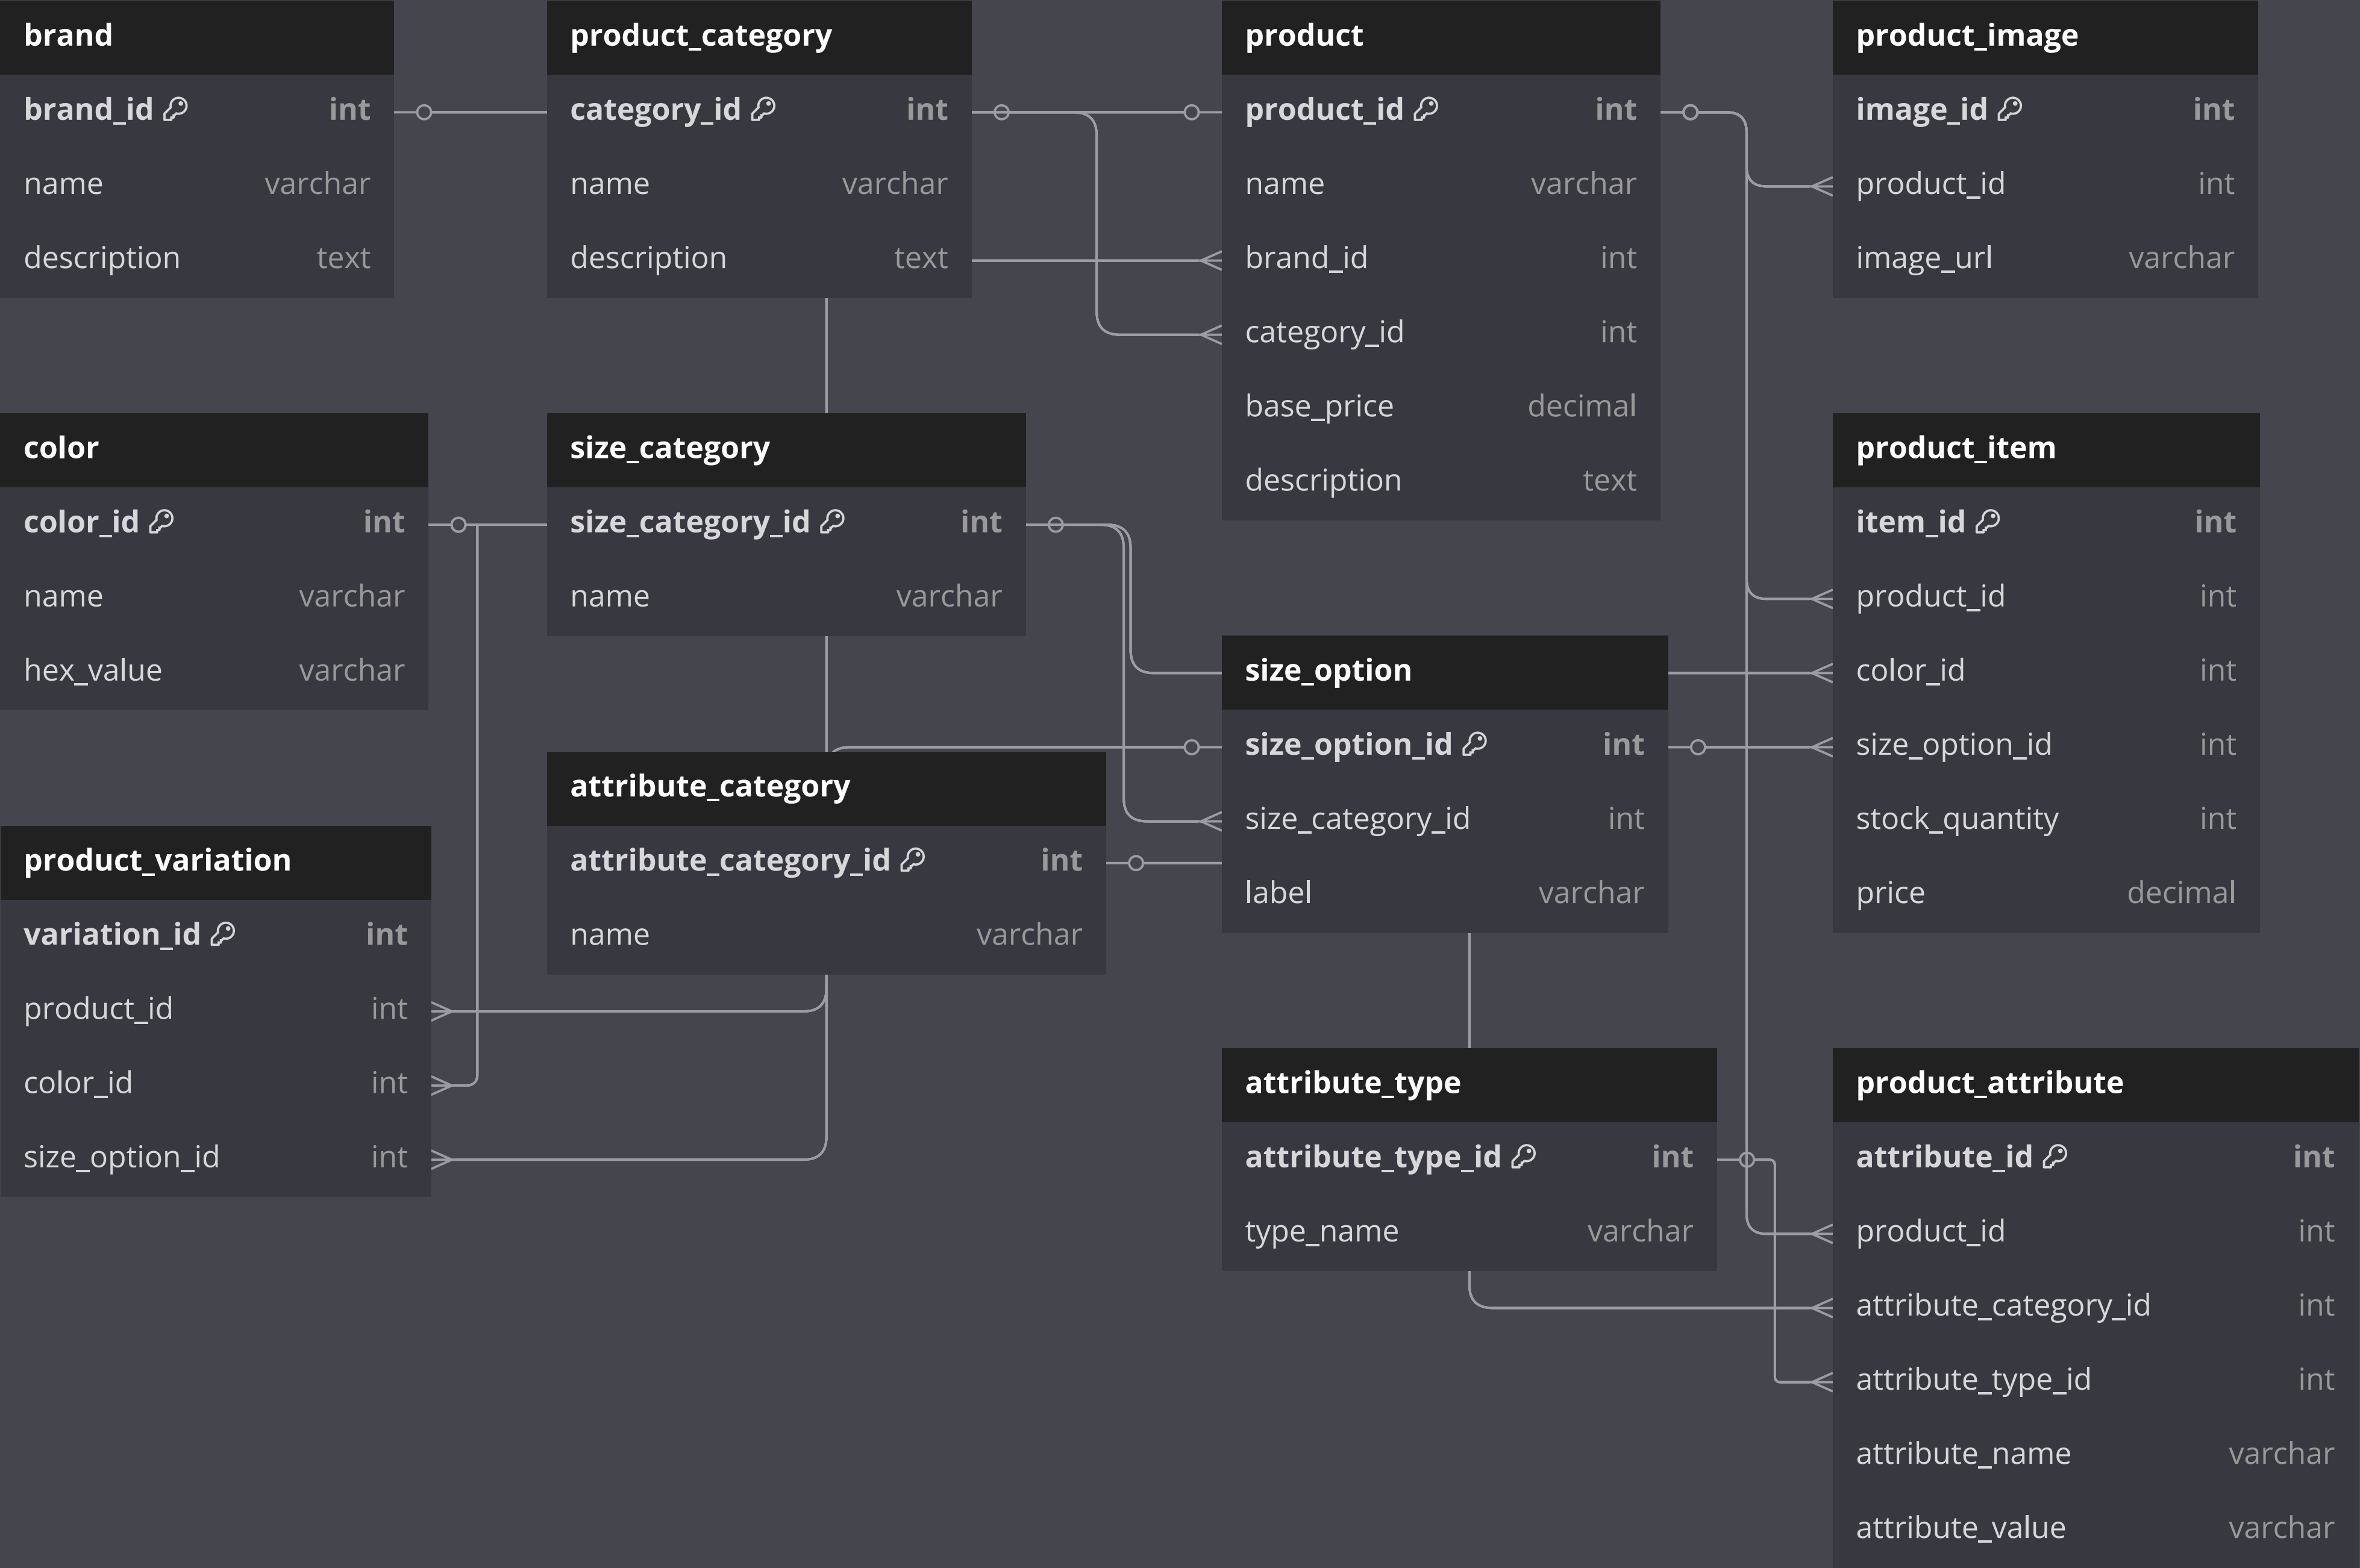 brand
brand_id int
name varchar
description text
product_category
category_id int
name varchar
description text
product
product_id int
name varchar
brand_id int
category_id int
base_price decimal
description text
product_image
image_id int
product_id int
image_url varchar
color
color_id int
name varchar
hex_value varchar
size_category
size_category_id int
name varchar
product_item
item_id int
product_id int
color_id int
size_option_id int
stock_quantity int
price decimal
size_option
size_option_id int
size_category_id int
label varchar
attribute_category
attribute_category_id int
name varchar
product_variation
variation_id int
product_id int
color_id int
size_option_id int
attribute_type
attribute_type_id int
type_name varchar
product_attribute
attribute_id int
product_id int
attribute_category_id int
attribute_type_id int
attribute_name varchar
attribute_value varchar